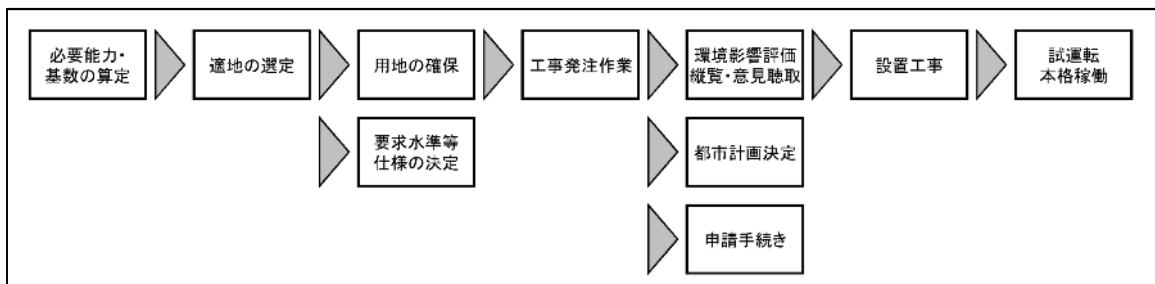 必要能力・
基数の算定
適地の選定
用地の確保
要求水準等
仕様の決定
工事発注作業
環境影響評価
縦覧・意見聴取
都市計画決定
申請手続き
設置工事
試運転
本格稼働